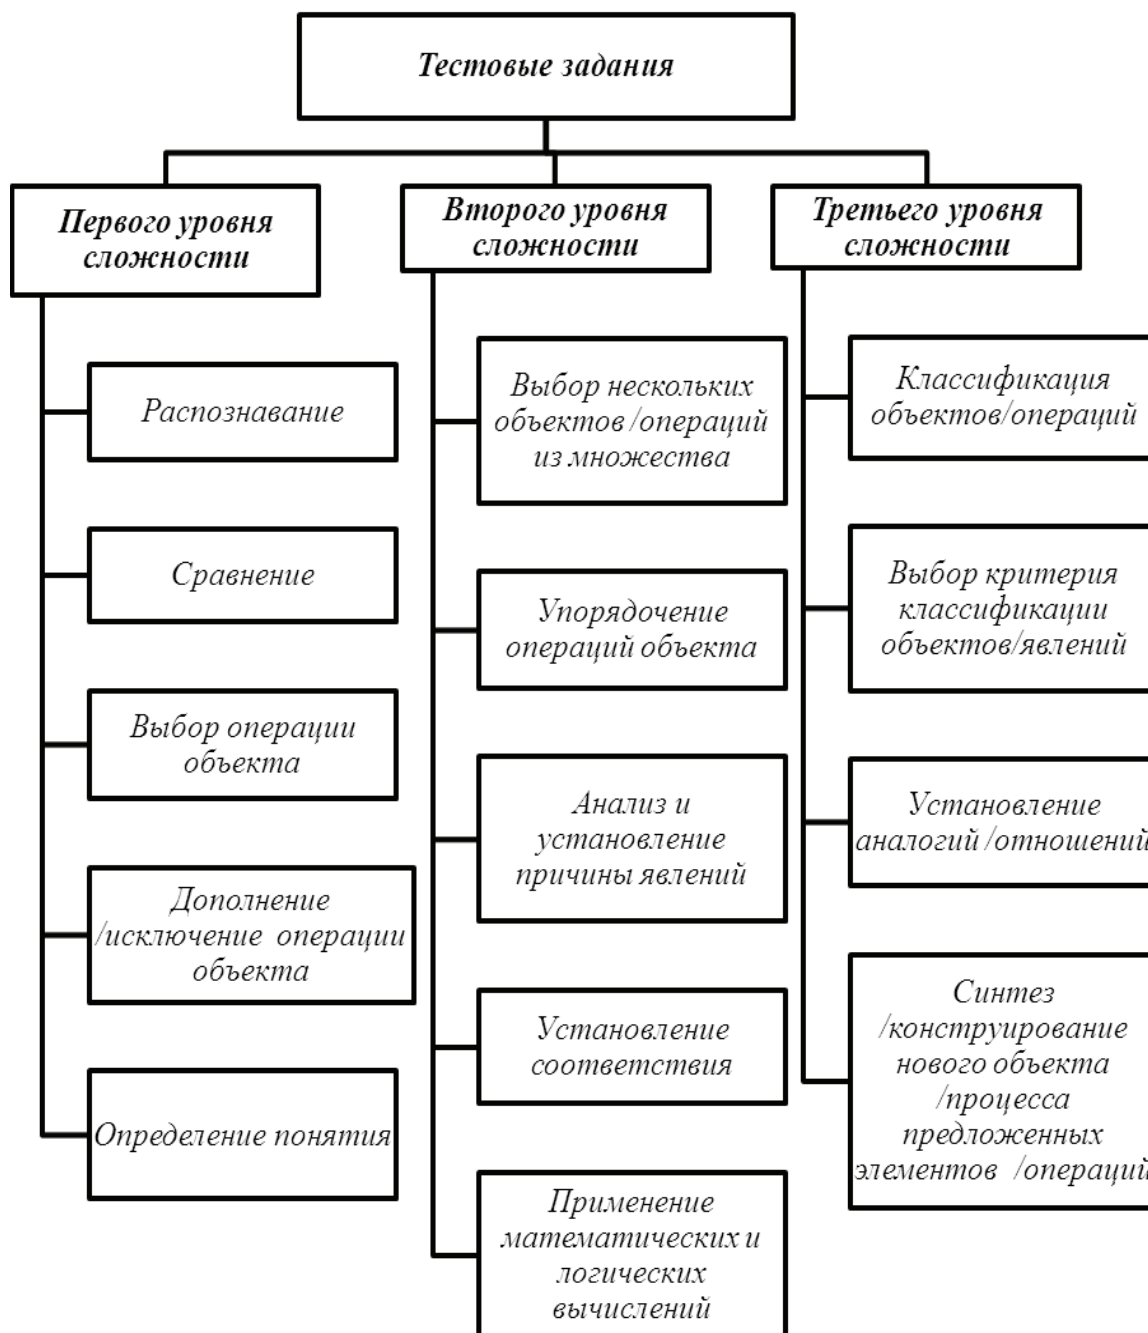 Тестовые задания
Первого уровня
сложности
Распознавание
Сравнение
Выбор операции
объекта
Дополнение
/исключение операции
объекта
Определение понятия
Второго уровня
сложности
Выбор нескольких
объектов /операций
из множества
Упорядочение
операций объекта
Анализ и
установление
причины явлений
Установление
соответствия
Применение
математических и
логических
вычислений
Третьего уровня
сложности
Классификация
объектов/операций
Выбор критерия
классификации
объектов/явлений
Установление
аналогий /отношений
Синтез
/конструирование
нового объекта
/процесса
предложенных
элементов /операций